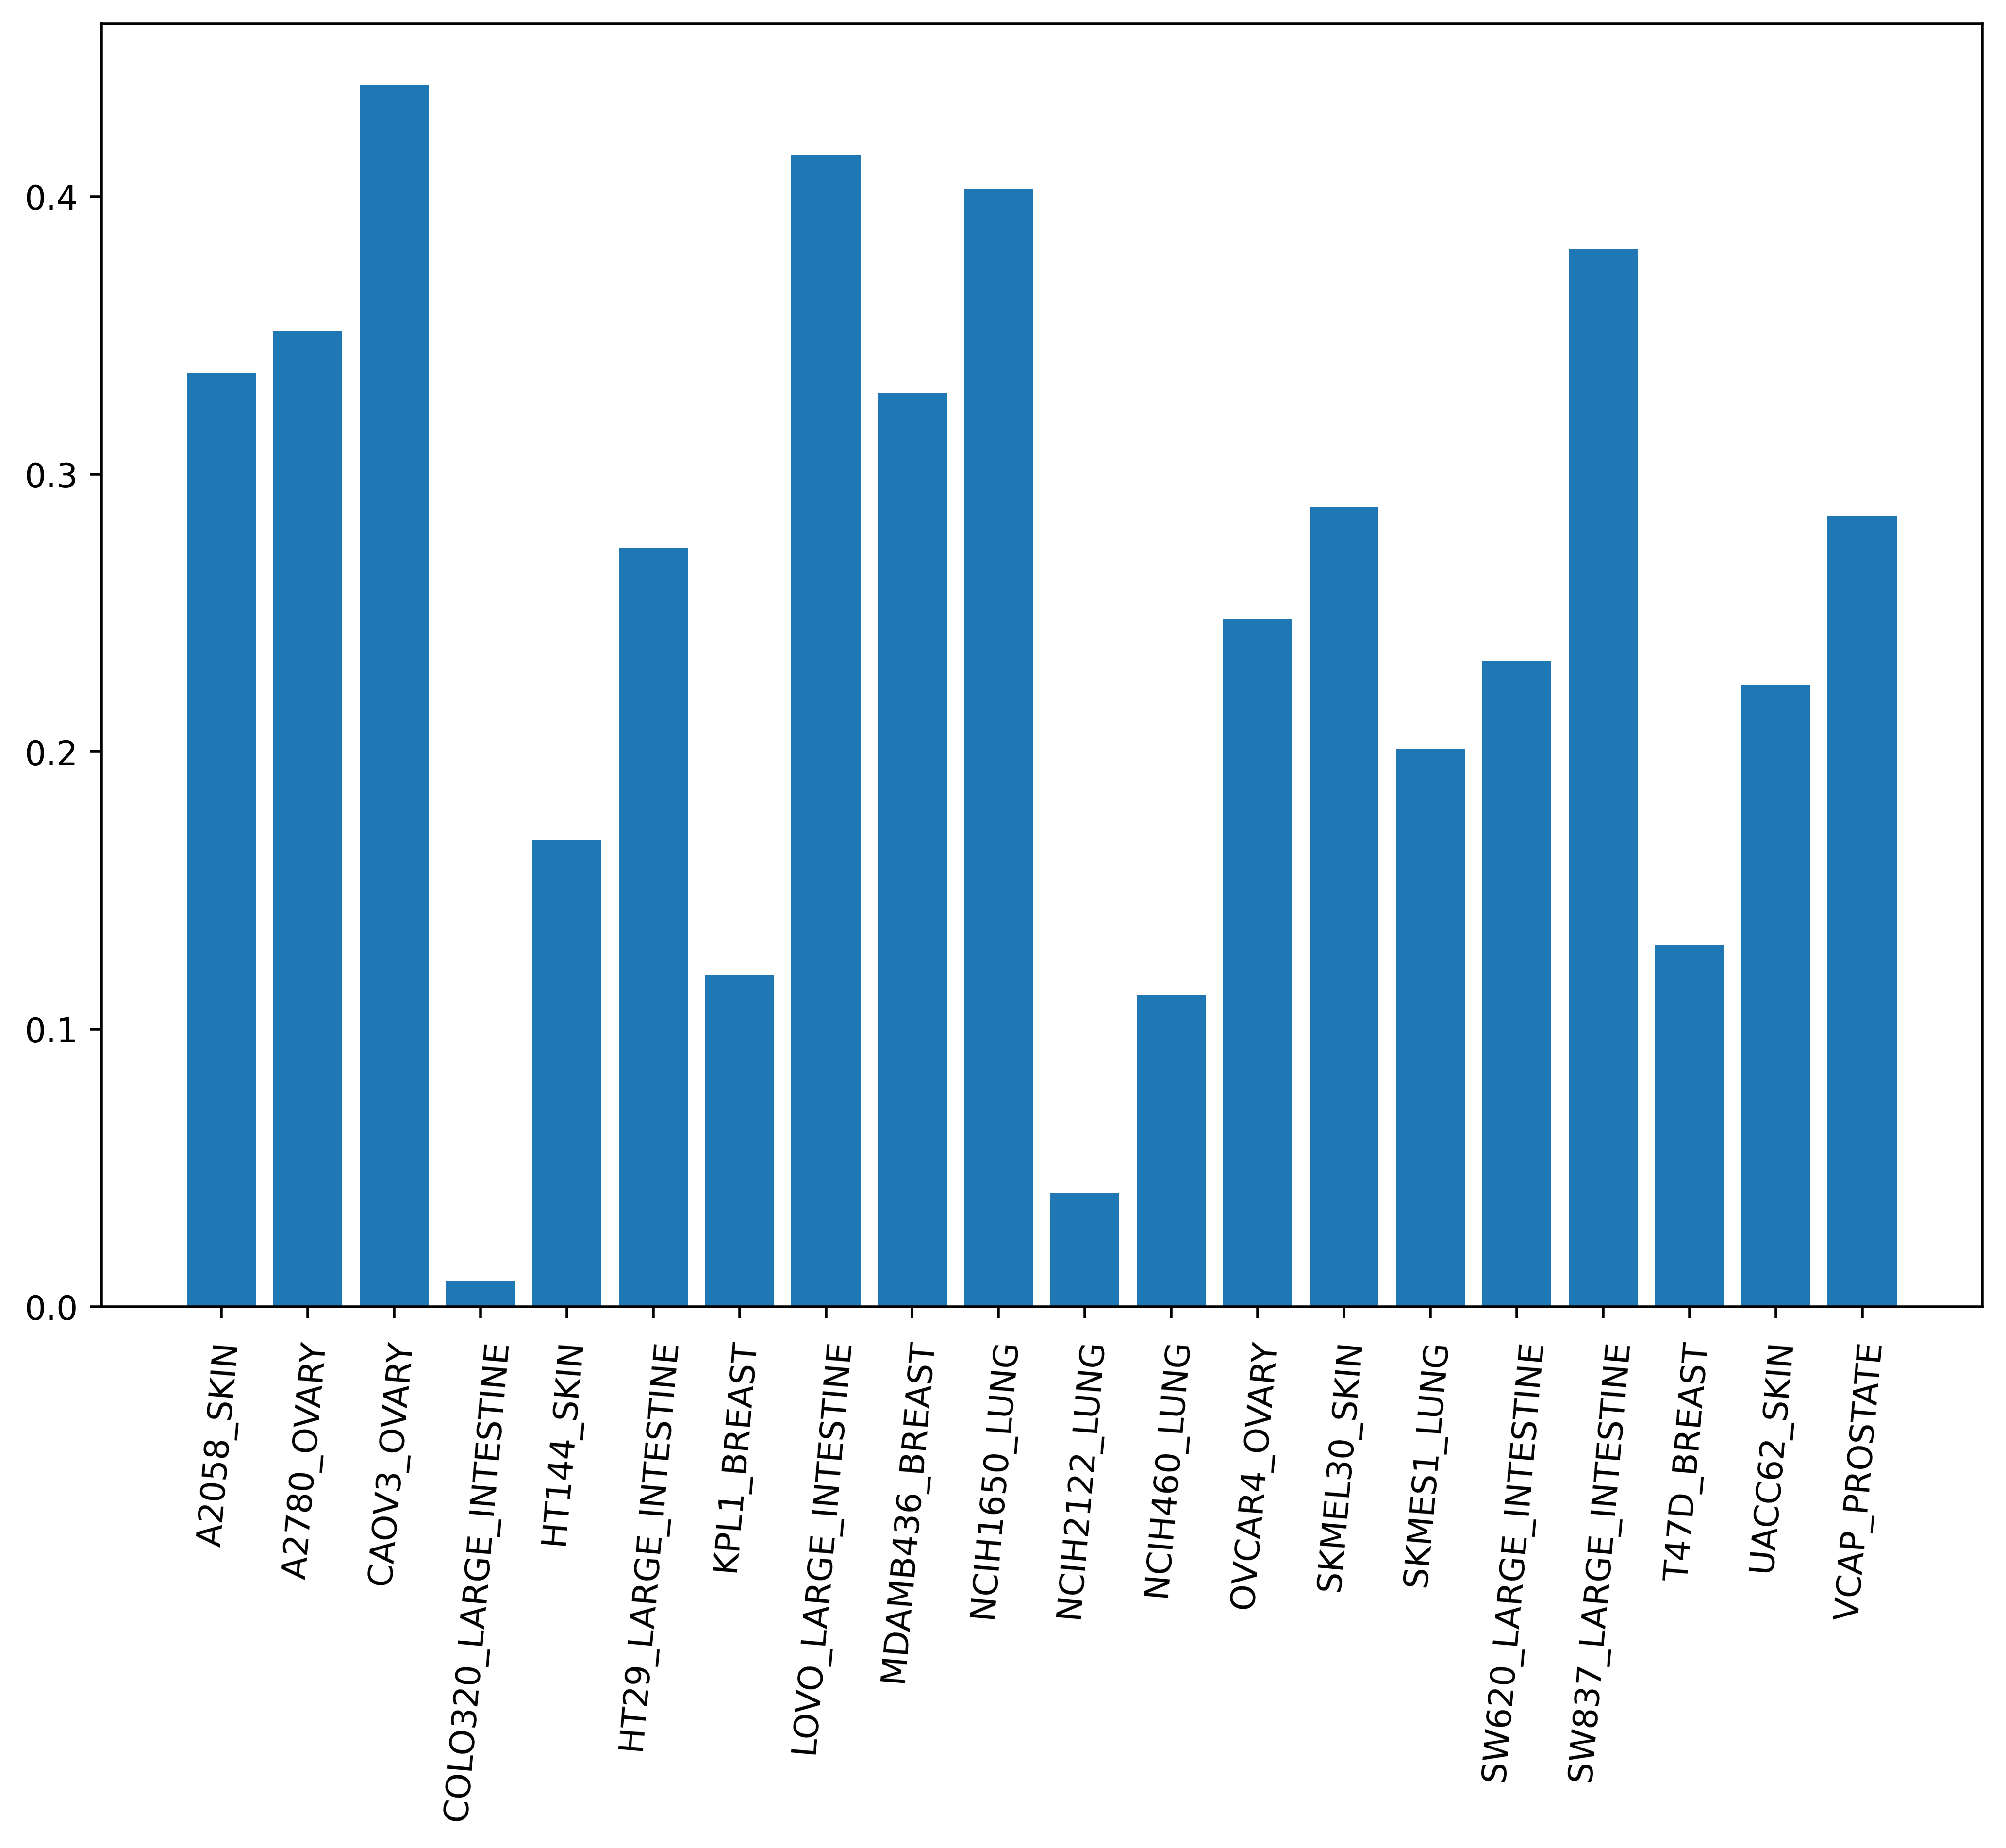 0.4
0.3
0.2
0.1
0.0
A2058_SKIN
A2780_OVARY
CAOV3_OVARY
COLO320_LARGE_INTESTINE
HT144_SKIN
HT29_LARGE_INTESTINE
KPL1_BREAST
LOVO_LARGE_INTESTINE
MDAMB436_BREAST
NCIH1650_LUNG
NCIH2122_LUNG
NCIH460_LUNG
OVCAR4_OVARY
SKMEL30_SKIN
SKMES1_LUNG
SW620_LARGE_INTESTINE
SW837_LARGE_INTESTINE
T47D_BREAST
UACC62_SKIN
VCAP_PROSTATE